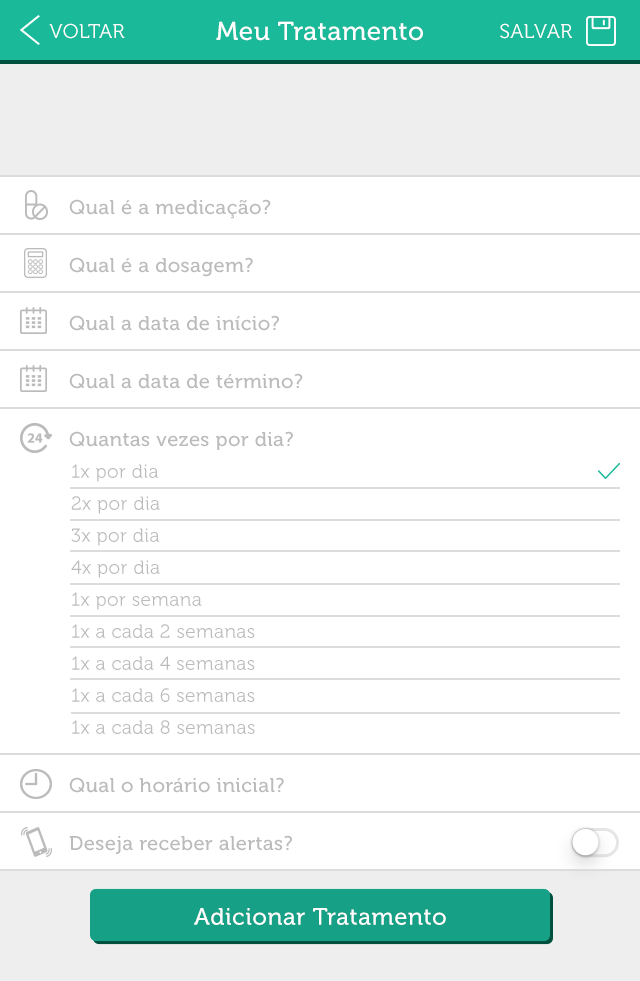 VOLTAR Meu Tratamento SALVAR
Qual é a medicação?
Qual é a dosagem?
Qual a data de início?
Qual a data de término?
24 Quantas vezes por dia?
1x por dia
2x por dia
3x por dia
4x por dia
1x por semana
1x a cada 2 semanas
1x a cada 4 semanas
1x a cada 6 semanas
1x a cada 8 semanas
Qual o horário inicial?
Deseja receber alertas?
Adicionar Tratamento